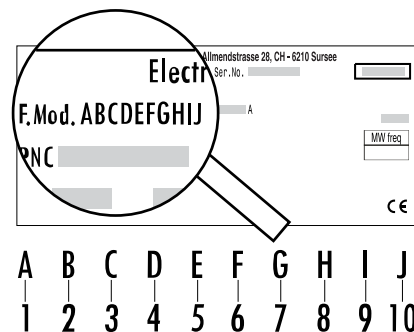 Allmendstrasse 28, CH - 6210 Sursee
Electr
Ser.No.
F.Mod. ABCDEFGHIJ
A
PNC
MW freq
CE
A B C D E F G H I J
1 2 3 4 5 6 7 8 9 10